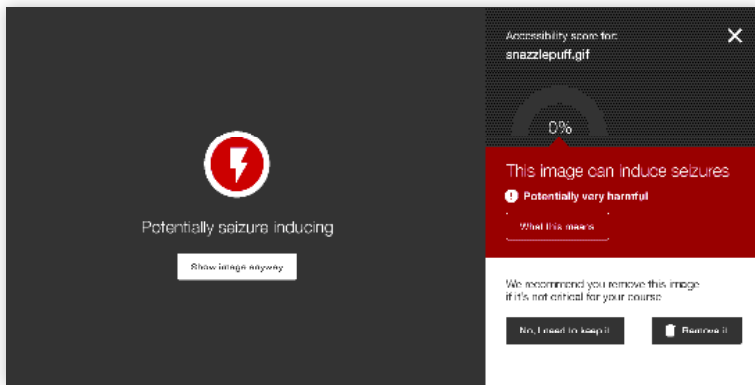 Potentially seizure inducing
Show image anyway
Accessibility score for:
snazzlepuff.gif
0%
This image can induce seizures
Potentially very harmful
What this means
We recommend you remove this image
if it's not critical for your course
No, I need to keep it
Remove it